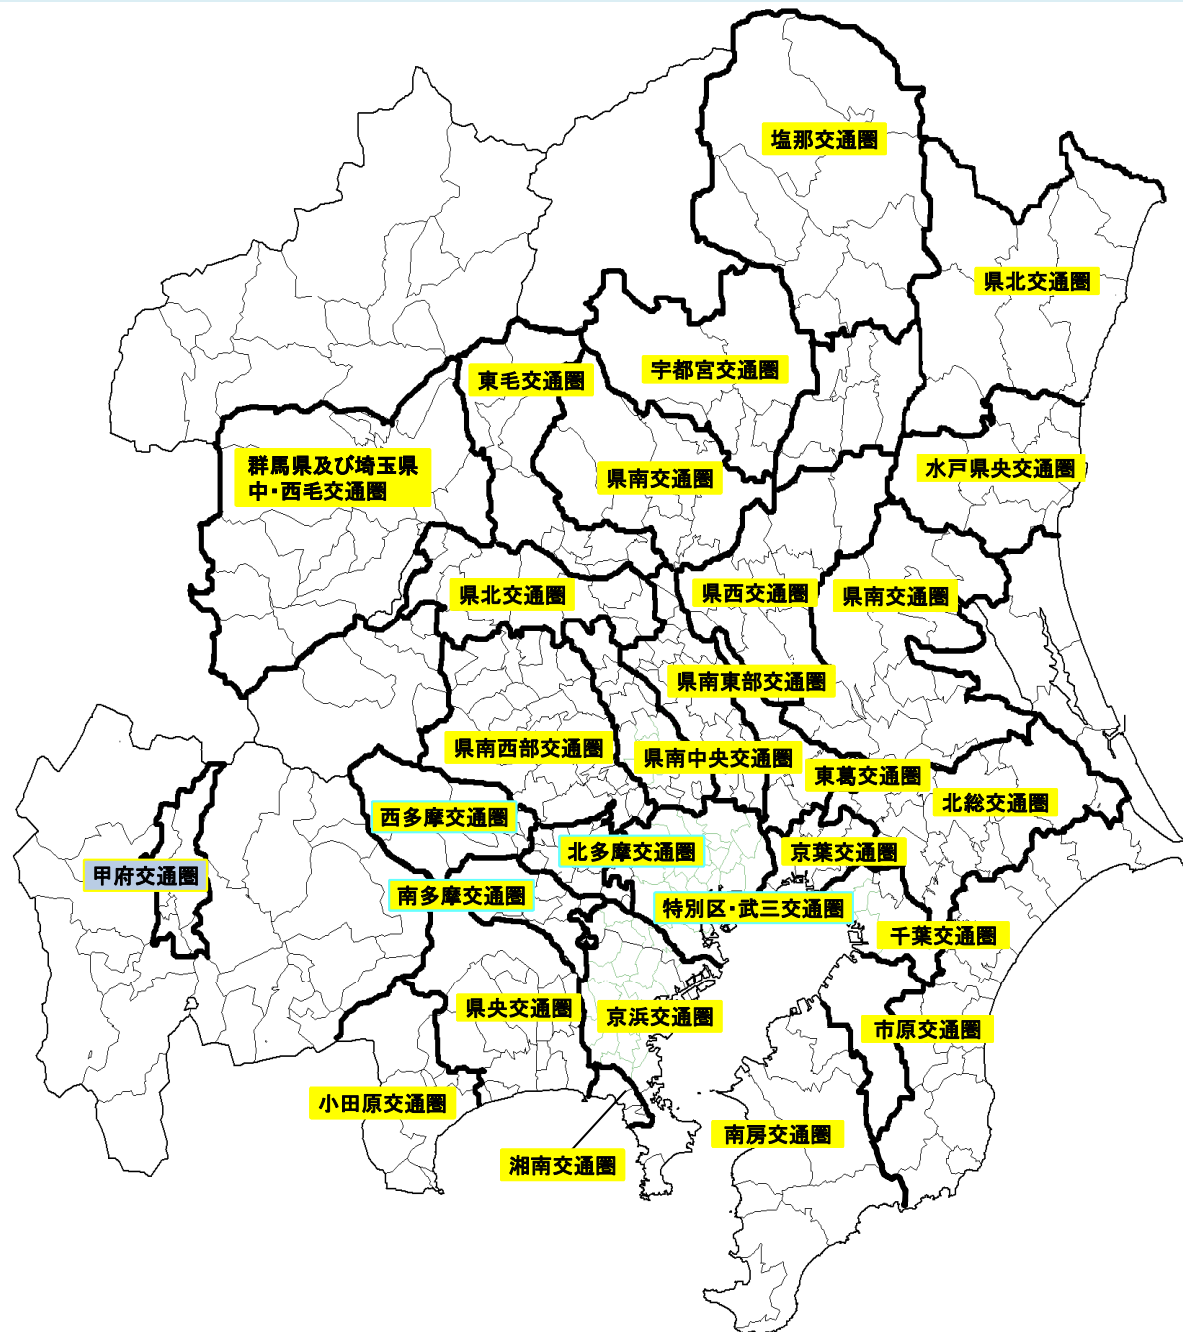 塩那交通圏
県北交通圏
宇都宮交通圏
東毛交通圏
群馬県及び埼玉県
中・西毛交通圏
県南交通圏
水戸県央交通圏
県北交通圏
県西交通圏
県南交通圏
県南東部交通圏
県南西部交通圏
県南中央交通圏
東葛交通圏
北総交通圏
西多摩交通圏
北多摩交通圏
京葉交通圏
甲府交通圏
南多摩交通圏
特別区・武三交通圏
千葉交通圏
県央交通圏
京浜交通圏
市原交通圏
小田原交通圏
南房交通圏
湘南交通圏